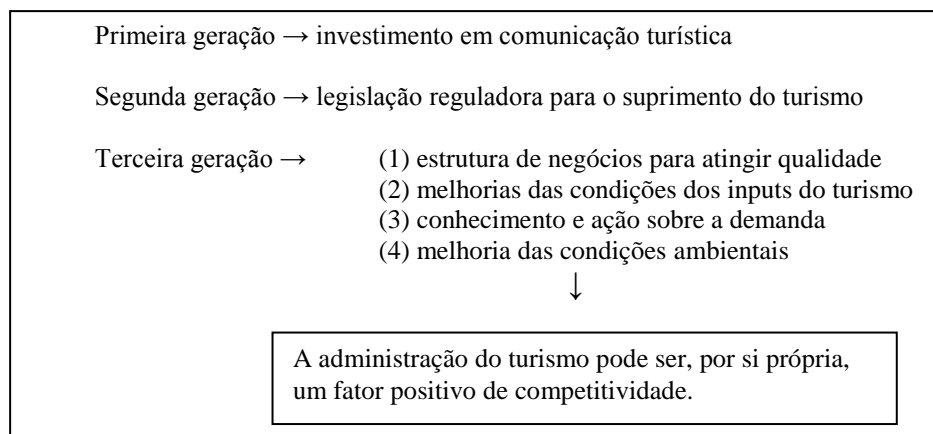 Primeira geração → investimento em comunicação turística
Segunda geração → legislação reguladora para o suprimento do turismo
Terceira geração → (1) estrutura de negócios para atingir qualidade
(2) melhorias das condições dos inputs do turismo
(3) conhecimento e ação sobre a demanda
(4) melhoria das condições ambientais
↓
A administração do turismo pode ser, por si própria,
um fator positivo de competitividade.